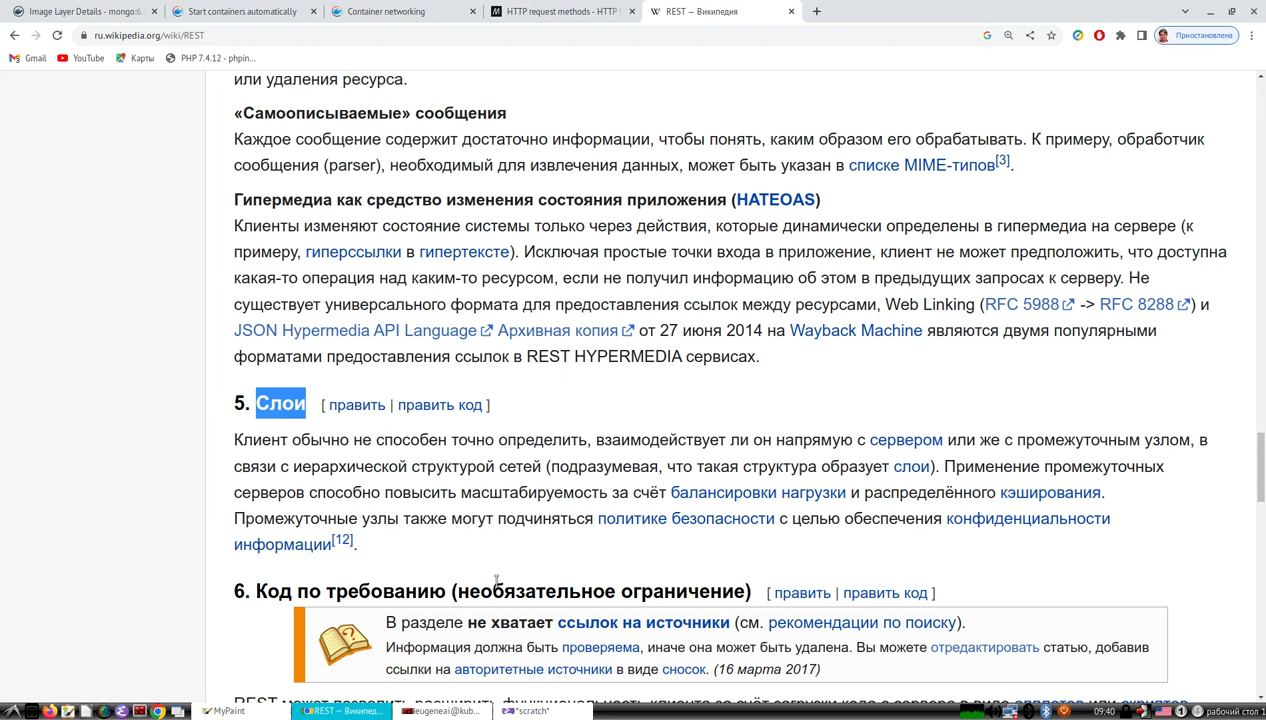 Image Layer Details - mongo:6.
Start containers automatically
Container networking
HTTP request methods - HTTP
REST — Википедия
ru.wikipedia.org/wiki/REST
Приостановлена
Gmail
YouTube
Карты
PHP 7.4.12 - phpin...
или удаления ресурса.
«Самоописываемые» сообщения
Каждое сообщение содержит достаточно информации, чтобы понять, каким образом его обрабатывать. К примеру, обработчик
сообщения (parser), необходимый для извлечения данных, может быть указан в списке MIME-типов[3].
Гипермедиа как средство изменения состояния приложения (HATEOAS)
Клиенты изменяют состояние системы только через действия, которые динамически определены в гипермедиа на сервере (к
примеру, гиперссылки в гипертексте). Исключая простые точки входа в приложение, клиент не может предположить, что доступна
какая-то операция над каким-то ресурсом, если не получил информацию об этом в предыдущих запросах к серверу. Не
существует универсального формата для предоставления ссылок между ресурсами, Web Linking (RFC 5988 -> RFC 8288) и
JSON Hypermedia API Language Архивная копия от 27 июня 2014 на Wayback Machine являются двумя популярными
форматами предоставления ссылок в REST HYPERMEDIA сервисах.
5. Слои [ править | править код ]
Клиент обычно не способен точно определить, взаимодействует ли он напрямую с сервером или же с промежуточным узлом, в
связи с иерархической структурой сетей (подразумевая, что такая структура образует слои). Применение промежуточных
серверов способно повысить масштабируемость за счёт балансировки нагрузки и распределённого кэширования.
Промежуточные узлы также могут подчиняться политике безопасности с целью обеспечения конфиденциальности
информации[12].
6. Код по требованию (необязательное ограничение) [ править | править код ]
В разделе не хватает ссылок на источники (см. рекомендации по поиску).
Информация должна быть проверяема, иначе она может быть удалена. Вы можете отредактировать статью, добавив
ссылки на авторитетные источники в виде сносок. (16 марта 2017)
MyPaint
REST — Википед...
eugeneai@kub...
*scratch*
09:40
рабочий стол 1